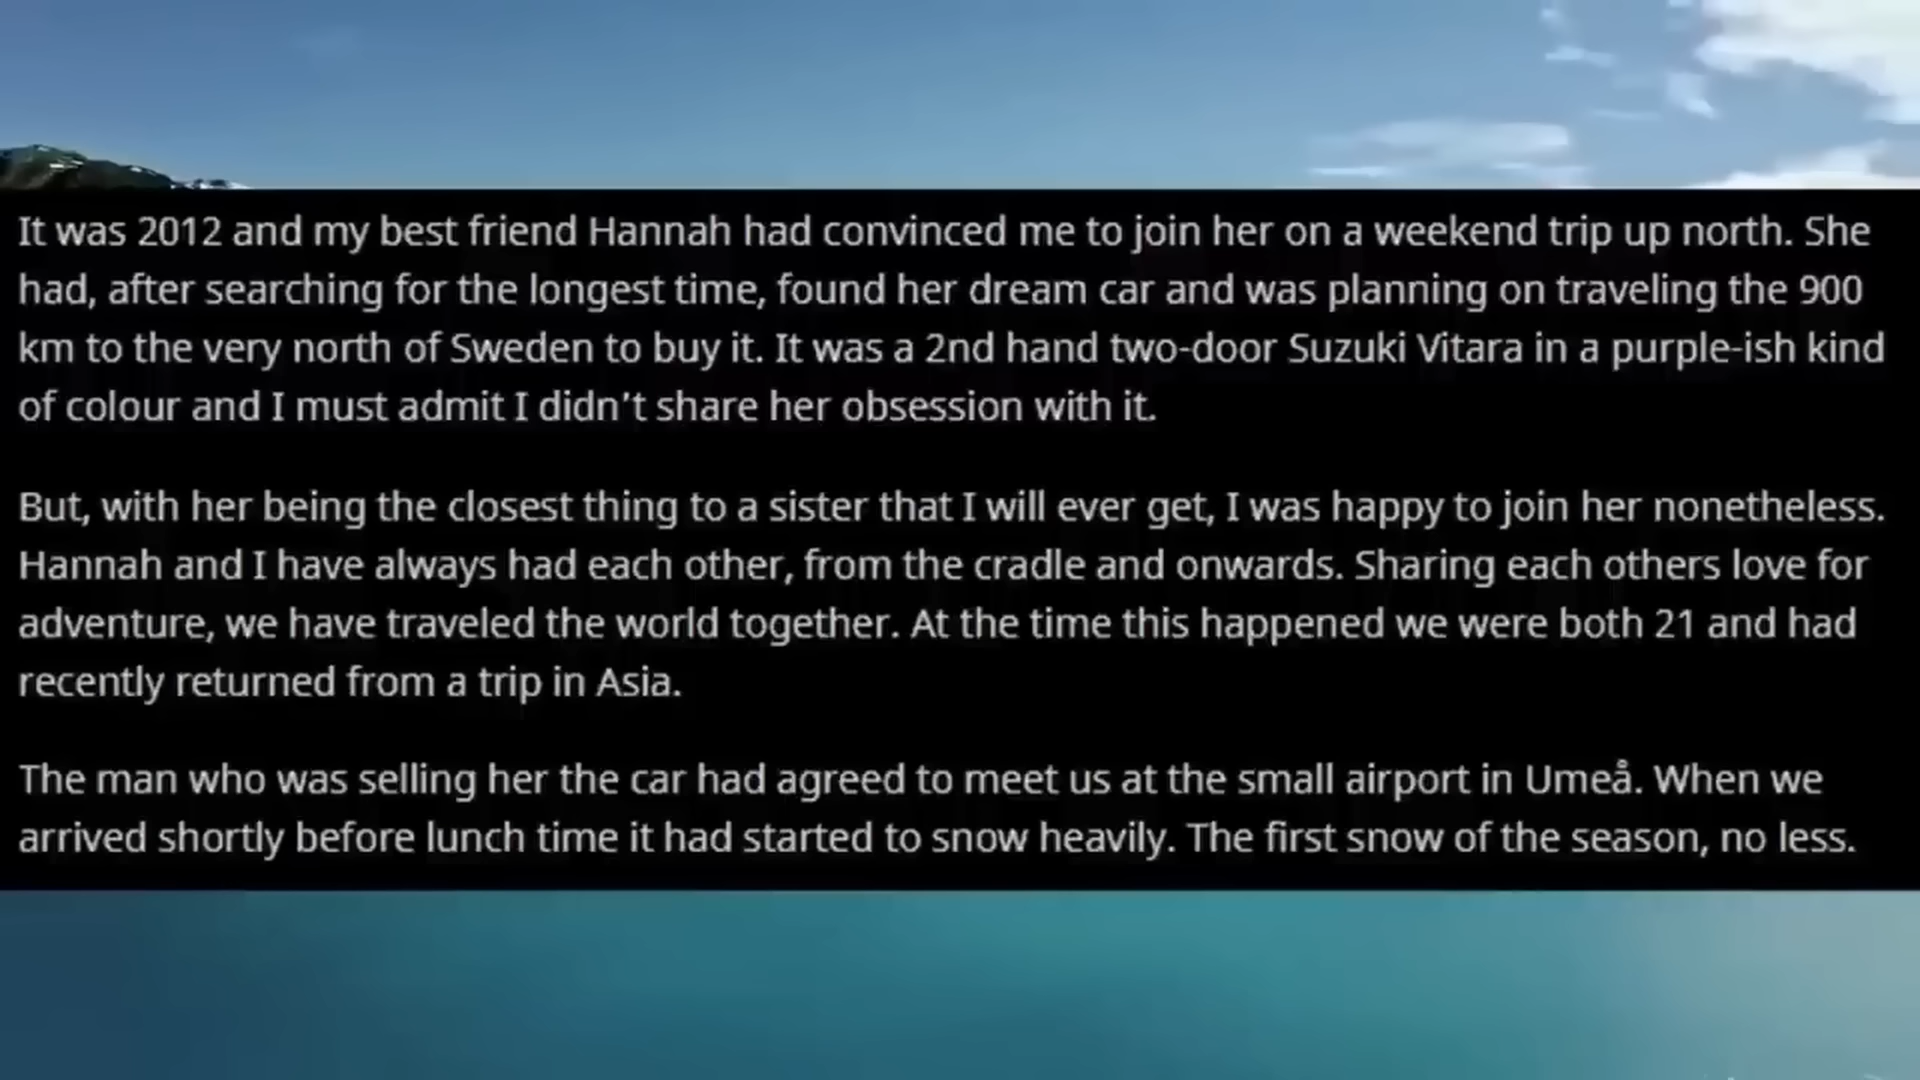 It was 2012 and my best friend Hannah had convinced me to join her on a weekend trip up north. She
had, after searching for the longest time, found her dream car and was planning on traveling the 900
km to the very north of Sweden to buy it. It was a 2nd hand two-door Suzuki Vitara in a purple-ish kind
of colour and I must admit I didn't share her obsession with it.
But, with her being the closest thing to a sister that I will ever get, I was happy to join her nonetheless.
Hannah and I have always had each other, from the cradle and onwards. Sharing each others love for
adventure, we have traveled the world together. At the time this happened we were both 21 and had
recently returned from a trip in Asia.
The man who was selling her the car had agreed to meet us at the small airport in Umeå. When we
arrived shortly before lunch time it had started to snow heavily. The first snow of the season, no less.